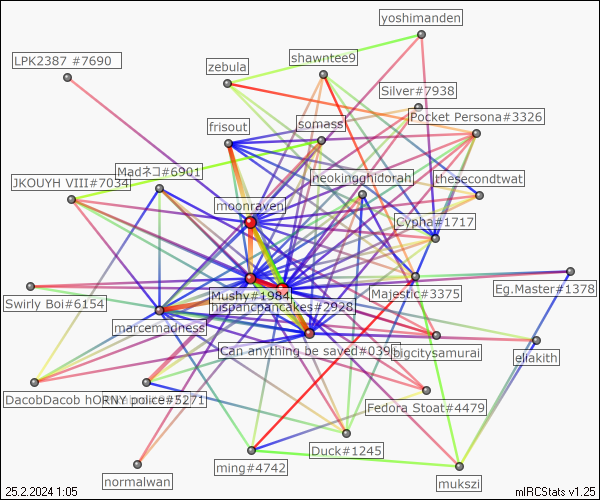 yoshimanden
shawntee9
LPK2387 #7690
zebula
Silver#7938
Pocket Persona#3326
somass
frisout
Madネコ#6901
neokingghidorah
thesecondtwat
JKOUYH VIII#7034
moonraven
Cypha#1717
Eg.Master#1378
Mushy#1984
Majestic#3375
Swirly Boi#6154
hispancpancakes#2928
marcemadness
Can anything be saved#039
bigcitysamurai
eliakith
DacobDacob hORNY police#5271
Fedora Stoat#4479
Duck#1245
ming#4742
normalwan
mukszi
25.2.2024 1:05
mIRCStats v1.25